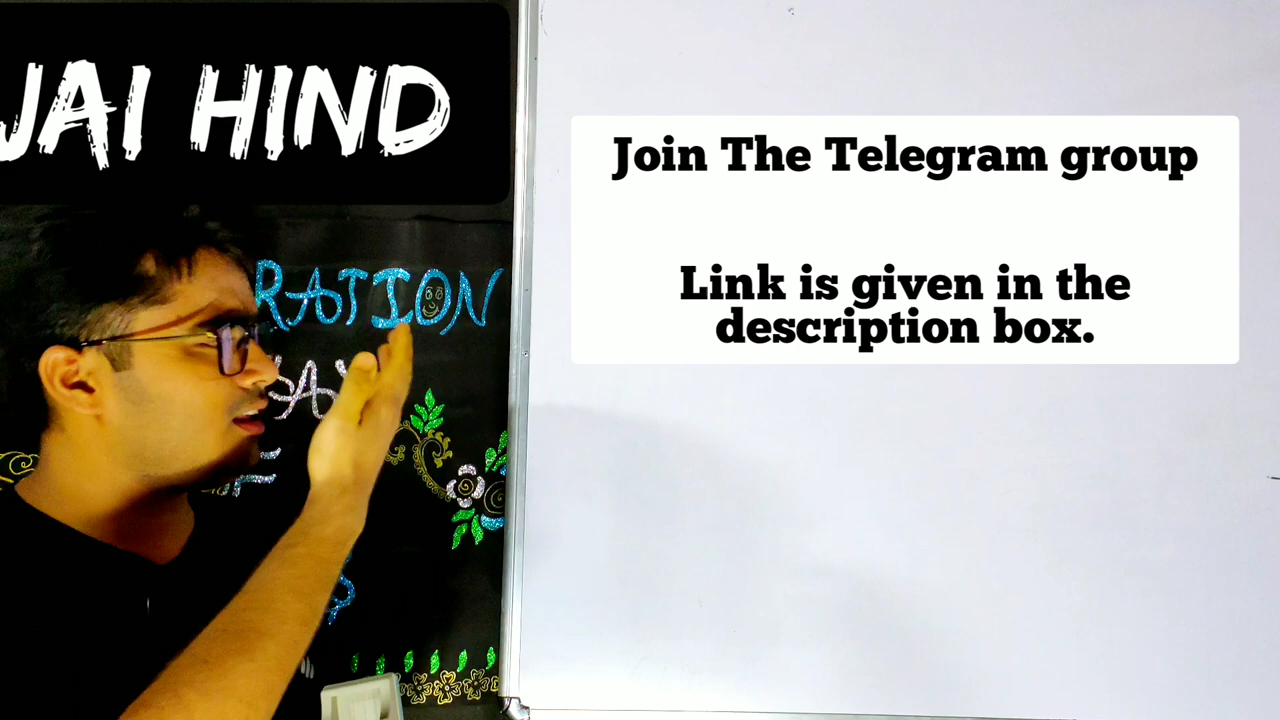 JAI HIND
Join The Telegram group
Link is given in the
description box.
RATION